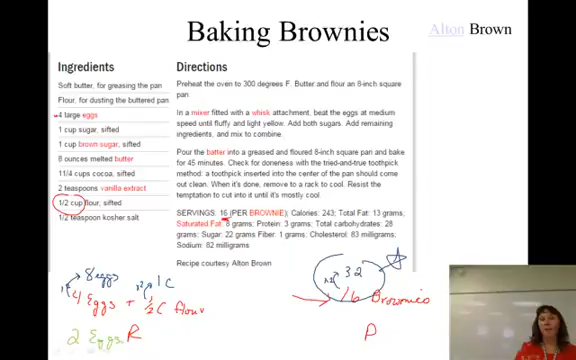 Baking Brownies
Alton Brown
Ingredients
Soft butter, for greasing the pan
Flour, for dusting the buttered pan
4 large eggs
1 cup sugar, sifted
1 cup brown sugar, sifted
8 ounces melted butter
11/4 cups cocoa, sifted
2 teaspoons vanilla extract
1/2 cup flour, sifted
1/2 teaspoon kosher salt
Directions
Preheat the oven to 300 degrees F. Butter and flour an 8-inch square
pan.
In a mixer fitted with a whisk attachment, beat the eggs at medium
speed until fluffy and light yellow. Add both sugars. Add remaining
ingredients, and mix to combine.
Pour the batter into a greased and floured 8-inch square pan and bake
for 45 minutes. Check for doneness with the tried-and-true toothpick
method: a toothpick inserted into the center of the pan should come
out clean. When it's done, remove to a rack to cool. Resist the
temptation to cut into it until it's mostly cool.
SERVINGS: 16 (PER BROWNIE); Calories: 243; Total Fat: 13 grams;
Saturated Fat: 8 grams; Protein: 3 grams; Total carbohydrates: 28
grams; Sugar: 22 grams Fiber: 1 grams; Cholesterol: 83 milligrams;
Sodium: 82 milligrams
Recipe courtesy Alton Brown
x2 8 eggs x2 1 C
4 Eggs + 1/2 C flour
2 Eggs R
x2 32
16 Brownies
P